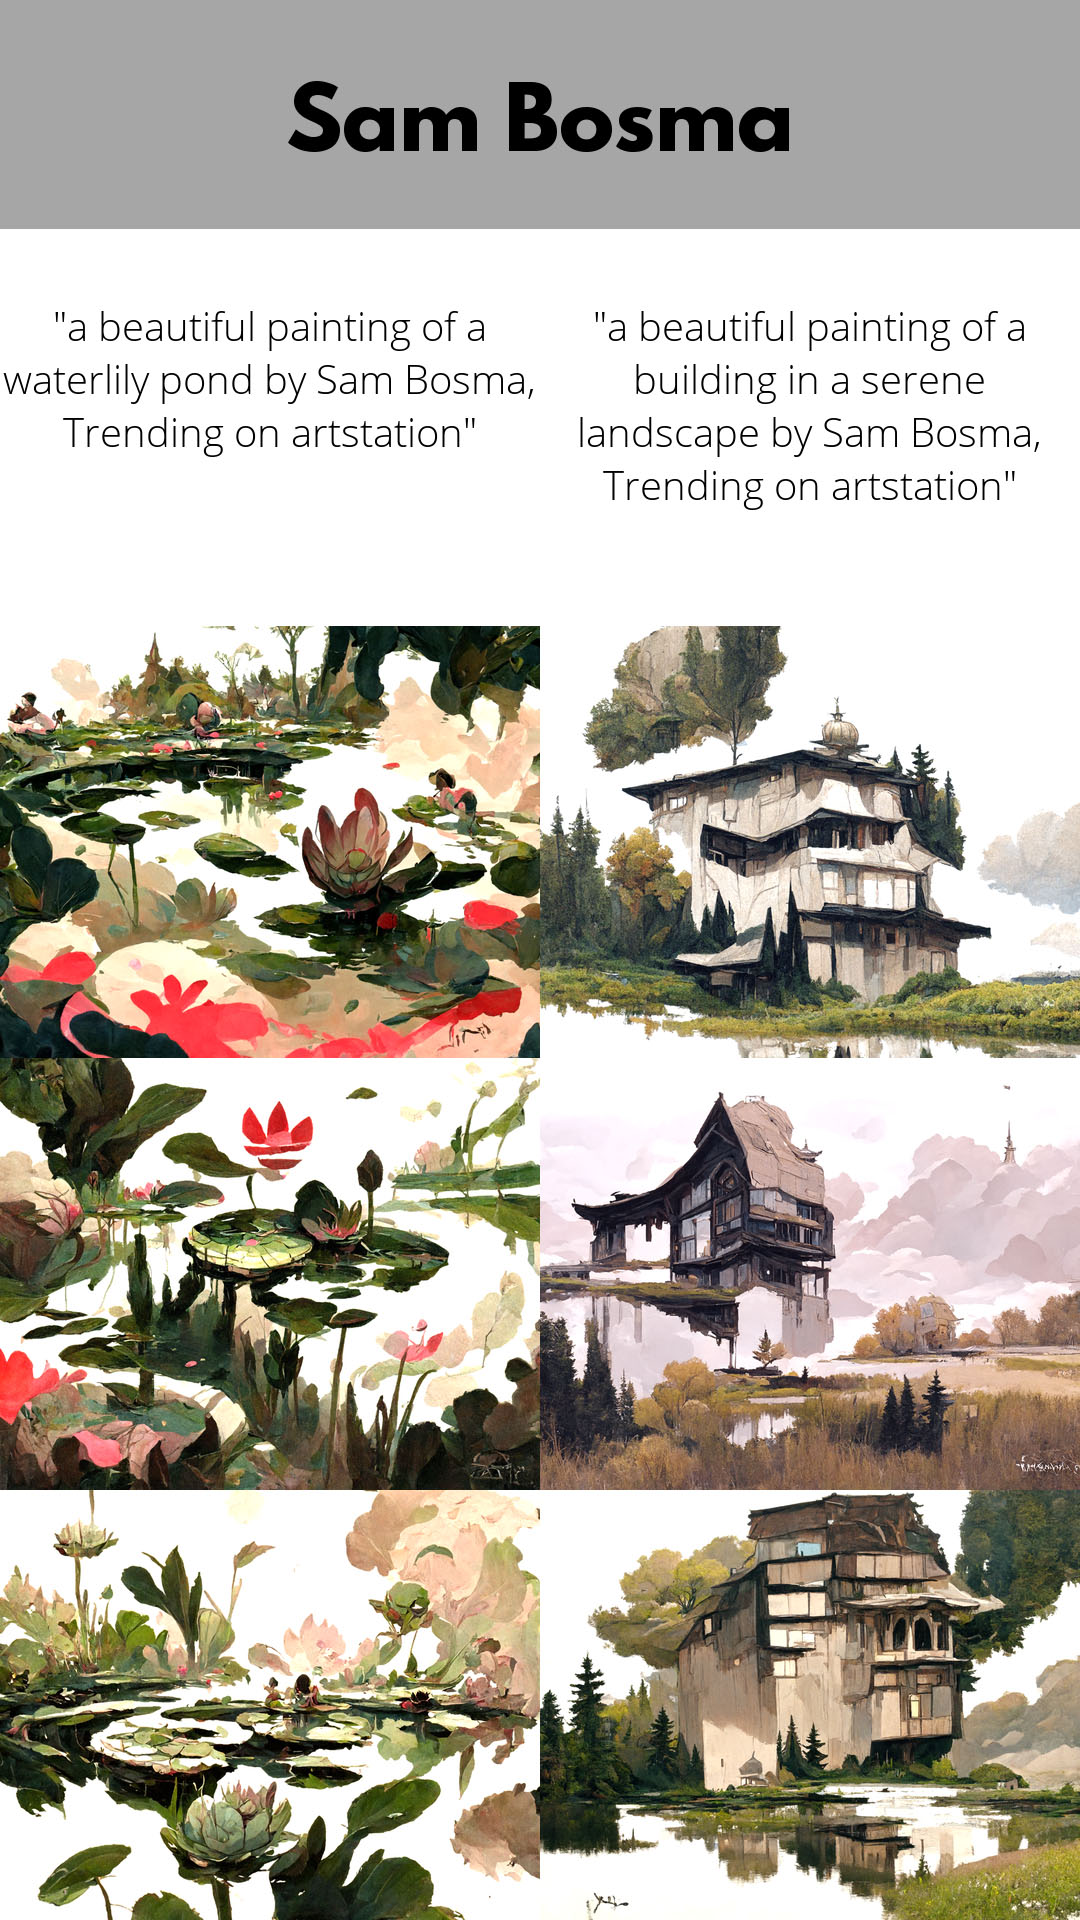 Sam Bosma
"a beautiful painting of a
waterlily pond by Sam Bosma,
Trending on artstation"
"a beautiful painting of a
building in a serene
landscape by Sam Bosma,
Trending on artstation"